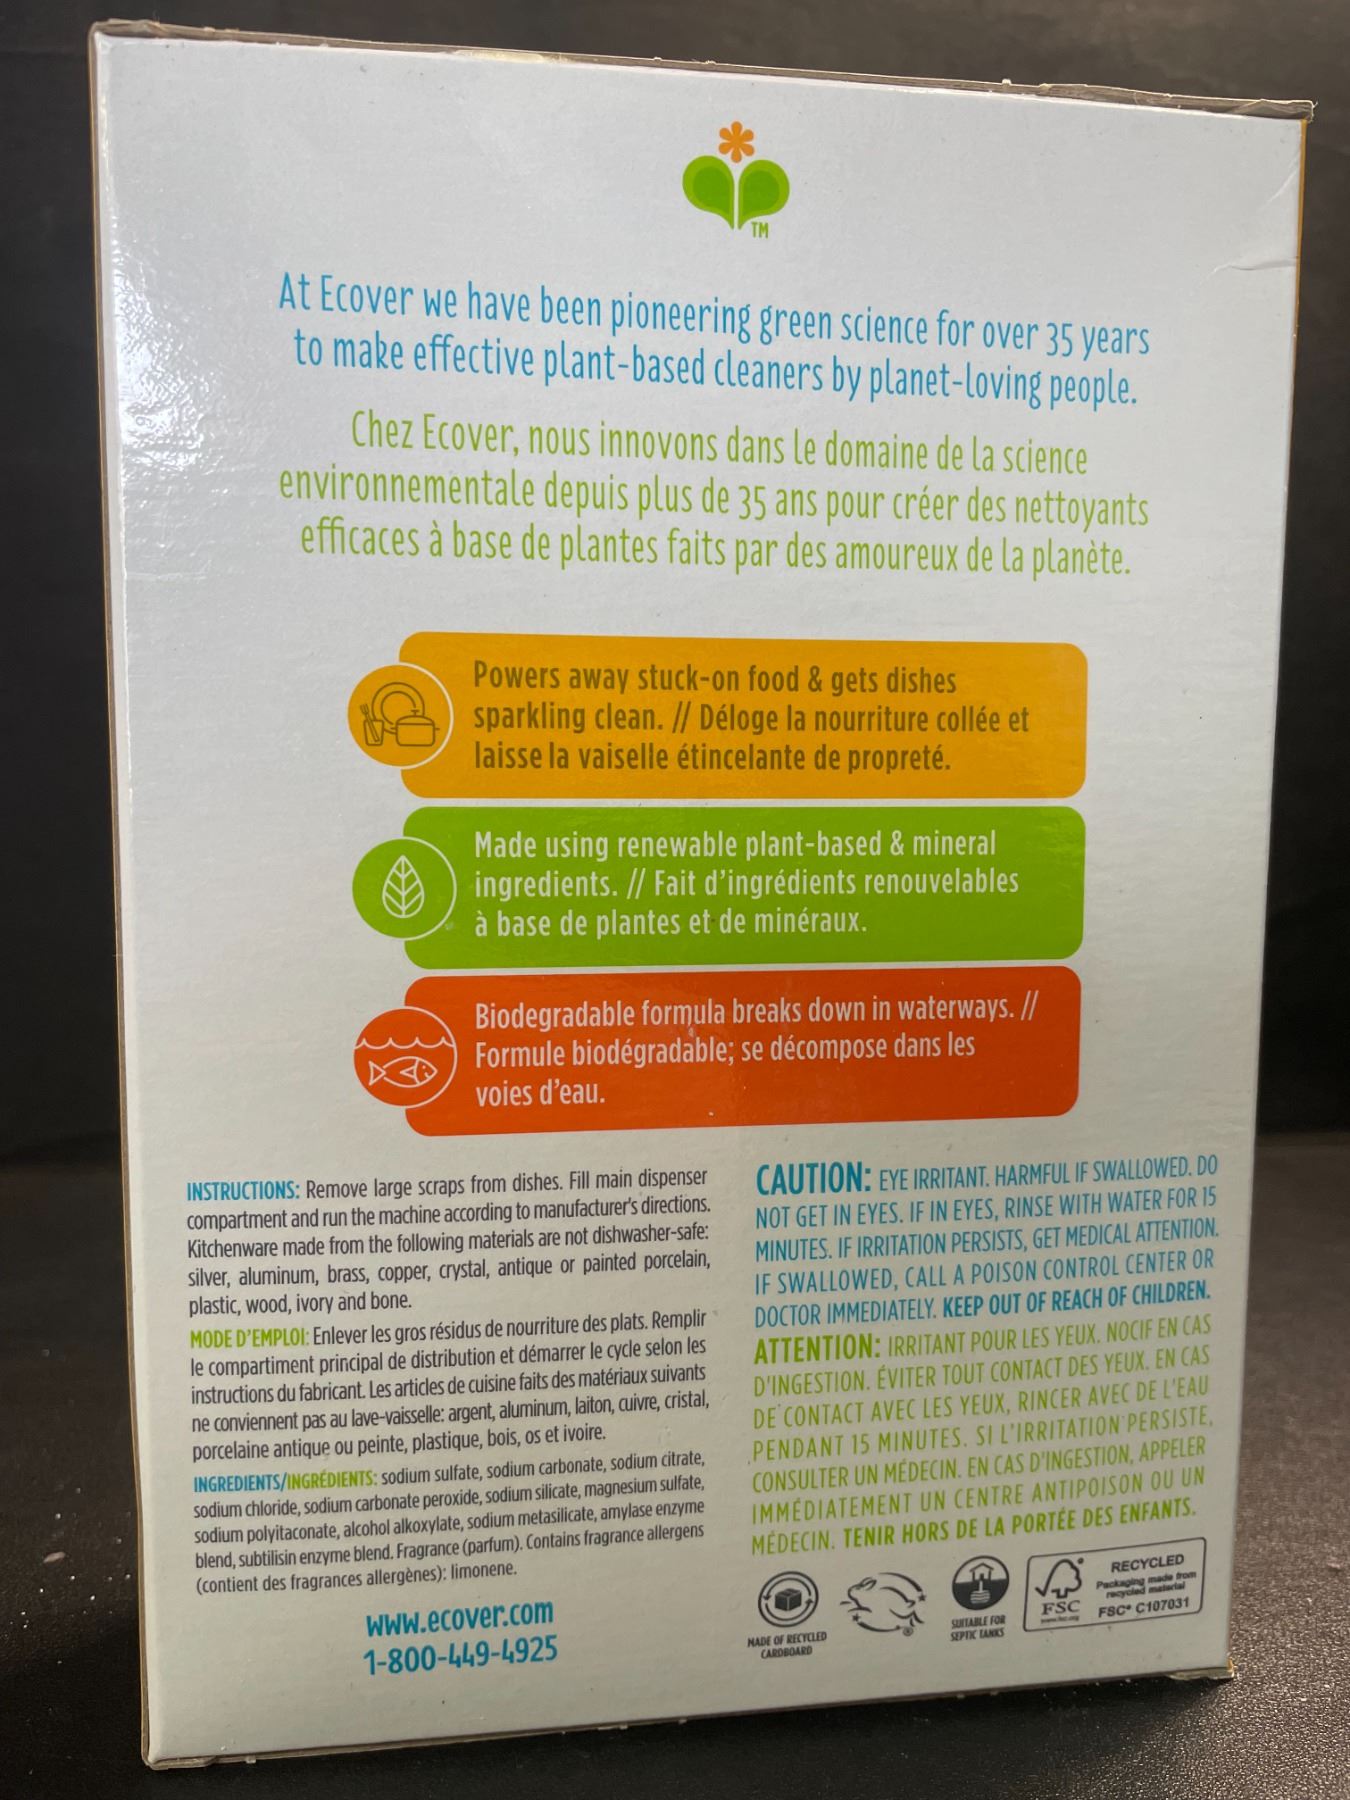 TM
At Ecover we have been pioneering green science for over 35 years
to make effective plant-based cleaners by planet-loving people.
Chez Ecover, nous innovons dans le domaine de la science
environnementale depuis plus de 35 ans pour créer des nettoyants
efficaces à base de plantes faits par des amoureux de la planète.
Powers away stuck-on food & gets dishes
sparkling clean. // Déloge la nourriture collée et
laisse la vaiselle étincelante de propreté.
Made using renewable plant-based & mineral
ingredients. // Fait d'ingrédients renouvelables
à base de plantes et de minéraux.
Biodegradable formula breaks down in waterways. //
Formule biodégradable; se décompose dans les
voies d'eau.
INSTRUCTIONS: Remove large scraps from dishes. Fill main dispenser
compartment and run the machine according to manufacturer's directions.
Kitchenware made from the following materials are not dishwasher-safe:
silver, aluminum, brass, copper, crystal, antique or painted porcelain,
plastic, wood, ivory and bone.
MODE D'EMPLOI: Enlever les gros résidus de nourriture des plats. Remplir
le compartiment principal de distribution et démarrer le cycle selon les
instructions du fabricant. Les articles de cuisine faits des matériaux suivants
ne conviennent pas au lave-vaisselle: argent, aluminum, laiton, cuivre, cristal,
porcelaine antique ou peinte, plastique, bois, os et ivoire.
INGREDIENTS/INGRÉDIENTS: sodium sulfate, sodium carbonate, sodium citrate,
sodium chloride, sodium carbonate peroxide, sodium silicate, magnesium sulfate,
sodium polyitaconate, alcohol alkoxylate, sodium metasilicate, amylase enzyme
blend, subtilisin enzyme blend. Fragrance (parfum). Contains fragrance allergens
(contient des fragrances allergènes): limonene.
www.ecover.com
1-800-449-4925
CAUTION: EYE IRRITANT. HARMFUL IF SWALLOWED. DO
NOT GET IN EYES. IF IN EYES, RINSE WITH WATER FOR 15
MINUTES. IF IRRITATION PERSISTS, GET MEDICAL ATTENTION.
IF SWALLOWED, CALL A POISON CONTROL CENTER OR
DOCTOR IMMEDIATELY. KEEP OUT OF REACH OF CHILDREN.
ATTENTION: IRRITANT POUR LES YEUX. NOCIF EN CAS
D'INGESTION. ÉVITER TOUT CONTACT DES YEUX. EN CAS
DE CONTACT AVEC LES YEUX, RINCER AVEC DE L'EAU
PENDANT 15 MINUTES. SI L'IRRITATION PERSISTE,
CONSULTER UN MÉDECIN. EN CAS D'INGESTION, APPELER
IMMÉDIATEMENT UN CENTRE ANTIPOISON OU UN
MÉDECIN. TENIR HORS DE LA PORTÉE DES ENFANTS.
MADE OF RECYCLED
CARDBOARD
®
SUITABLE FOR
SEPTIC TANKS
FSC
www.fsc.org
RECYCLED
Packaging made from
recycled material
FSC® C107031